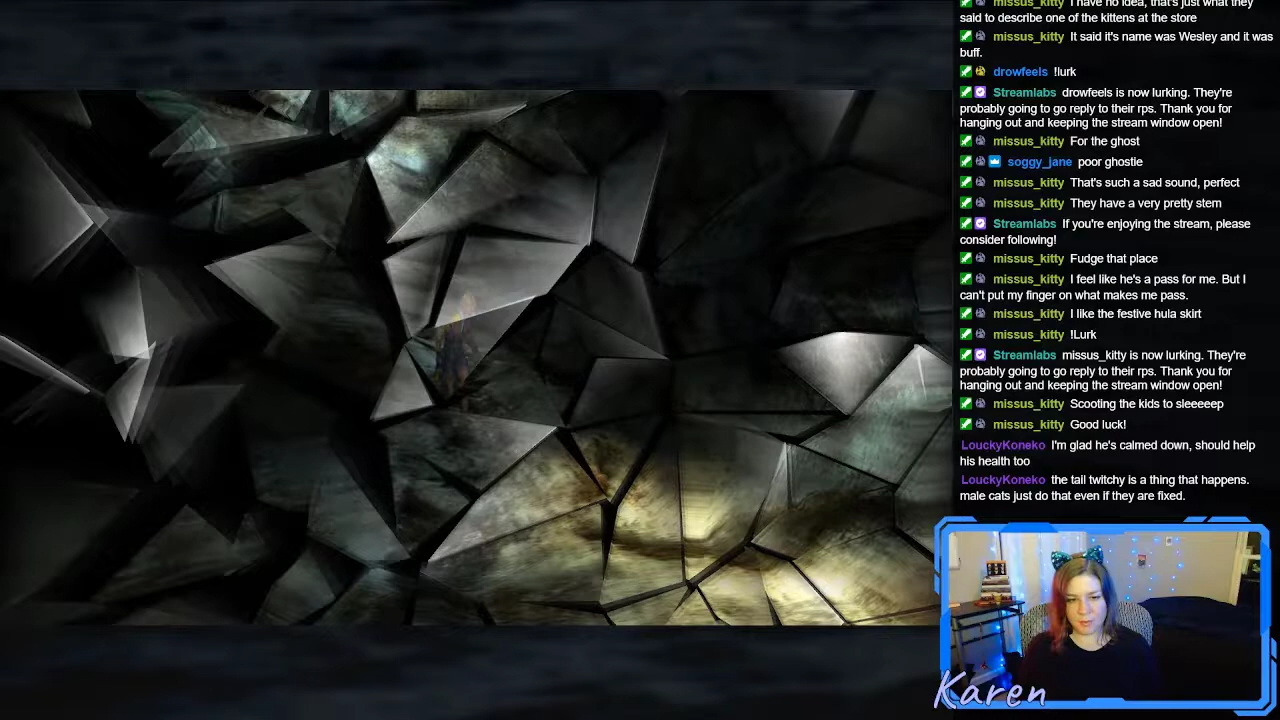 missus_kitty I have no idea, that's just what they
said to describe one of the kittens at the store
missus_kitty It said it's name was Wesley and it was
buff.
drowfeels !lurk
Streamlabs drowfeels is now lurking. They're
probably going to go reply to their rps. Thank you for
hanging out and keeping the stream window open!
missus_kitty For the ghost
soggy_jane poor ghostie
missus_kitty That's such a sad sound, perfect
missus_kitty They have a very pretty stem
Streamlabs If you're enjoying the stream, please
consider following!
missus_kitty Fudge that place
missus_kitty I feel like he's a pass for me. But I
can't put my finger on what makes me pass.
missus_kitty I like the festive hula skirt
missus_kitty !Lurk
Streamlabs missus_kitty is now lurking. They're
probably going to go reply to their rps. Thank you for
hanging out and keeping the stream window open!
missus_kitty Scooting the kids to sleeeeep
missus_kitty Good luck!
LouckyKoneko I'm glad he's calmed down, should help
his health too
LouckyKoneko the tail twitchy is a thing that happens.
male cats just do that even if they are fixed.
Karen